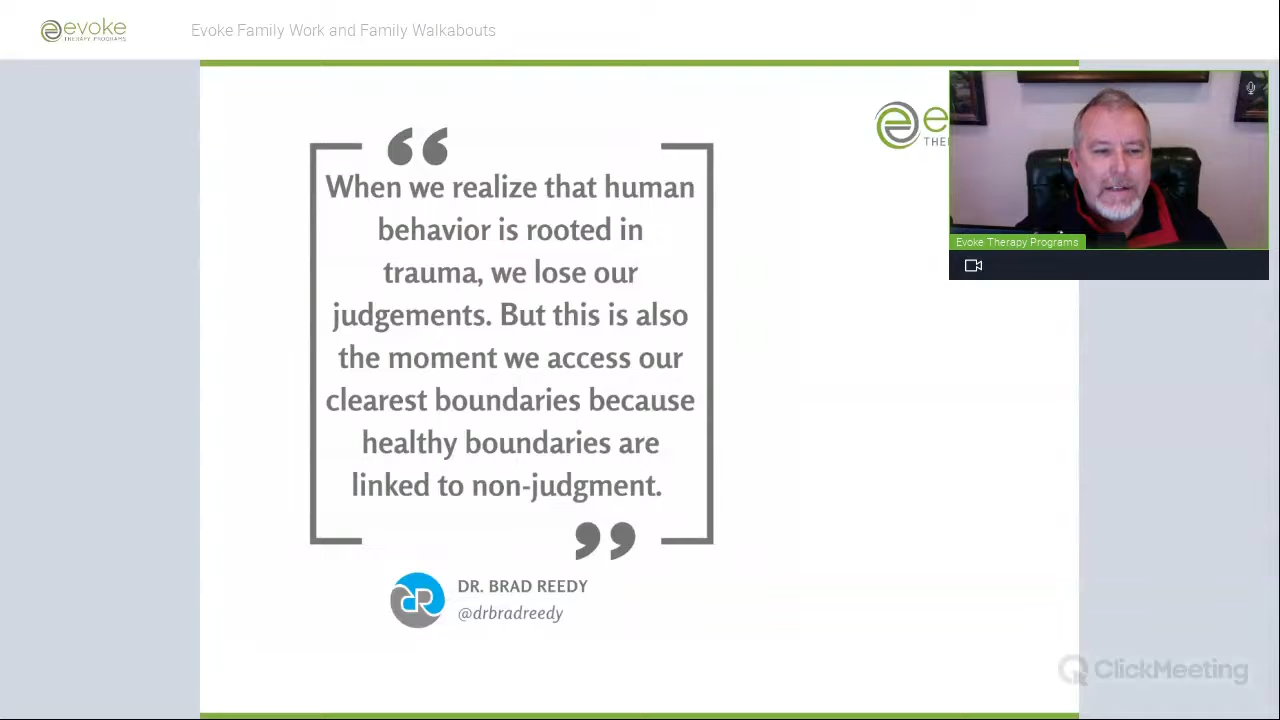 evoke
THERAPY PROGRAMS
Evoke Family Work and Family Walkabouts
e
THE
“
When we realize that human
behavior is rooted in
trauma, we lose our
judgements. But this is also
the moment we access our
clearest boundaries because
healthy boundaries are
linked to non-judgment.
”
DR. BRAD REEDY
@drbradreedy
Evoke Therapy Programs
ClickMeeting